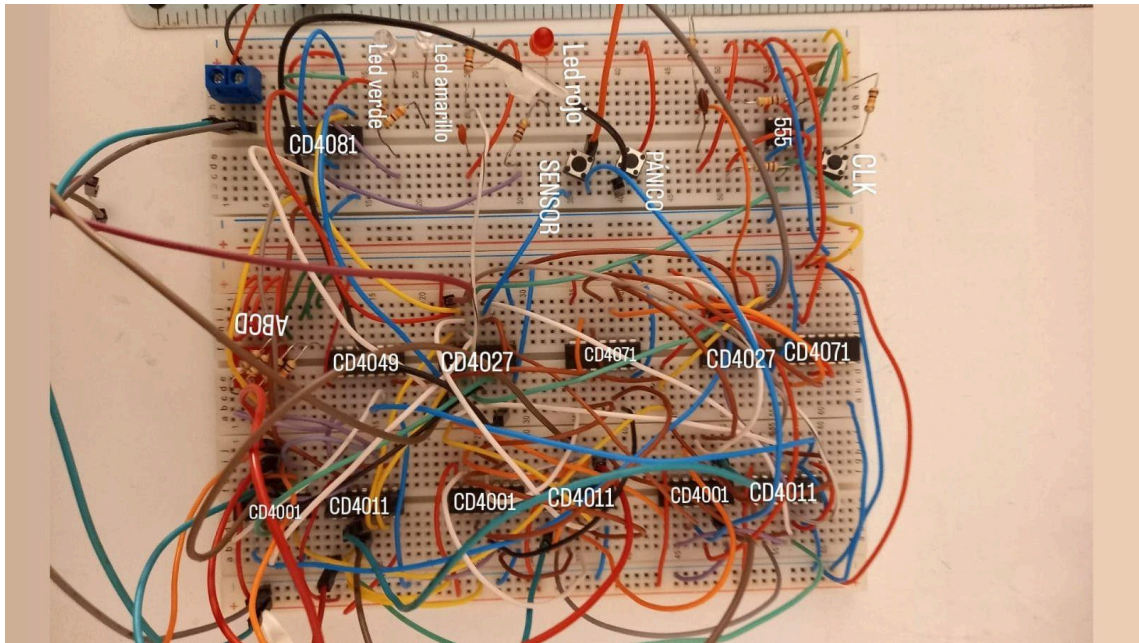 Led verde
Led amarillo
Led rojo
555
CD4081
SENSOR
PÁNICO
CLK
ABCD
CD4049
CD4027
CD4071
CD4027
CD4071
CD4001
CD4011
CD4001
CD4011
CD4001
CD4011